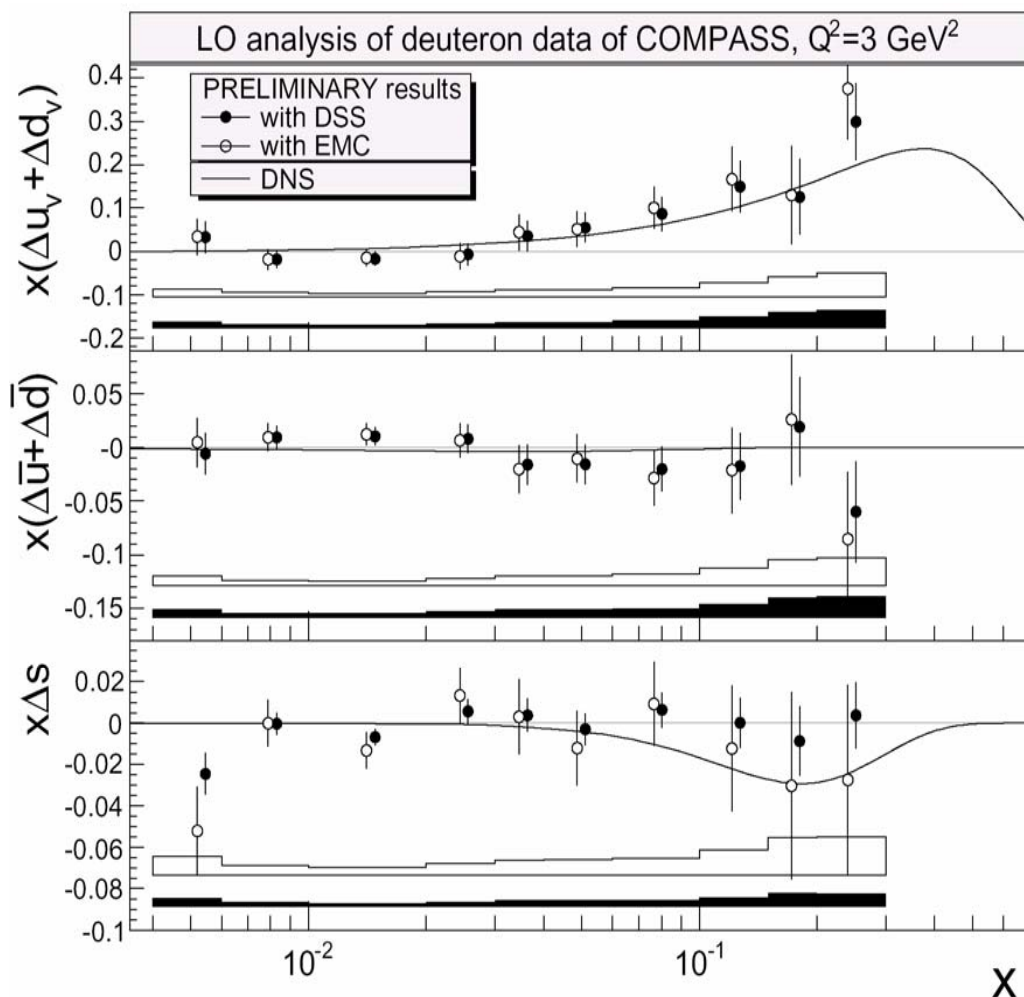 LO analysis of deuteron data of COMPASS, Q²=3 GeV²
x(Δu_v +Δd_v)
0.4
0.3
0.2
0.1
0
-0.1
-0.2
PRELIMINARY results
with DSS
with EMC
DNS
x(Δu̅+Δd̅)
0.05
-0
-0.05
-0.1
-0.15
xΔs
0.02
0
-0.02
-0.04
-0.06
-0.08
-0.1
10⁻²
10⁻¹
x